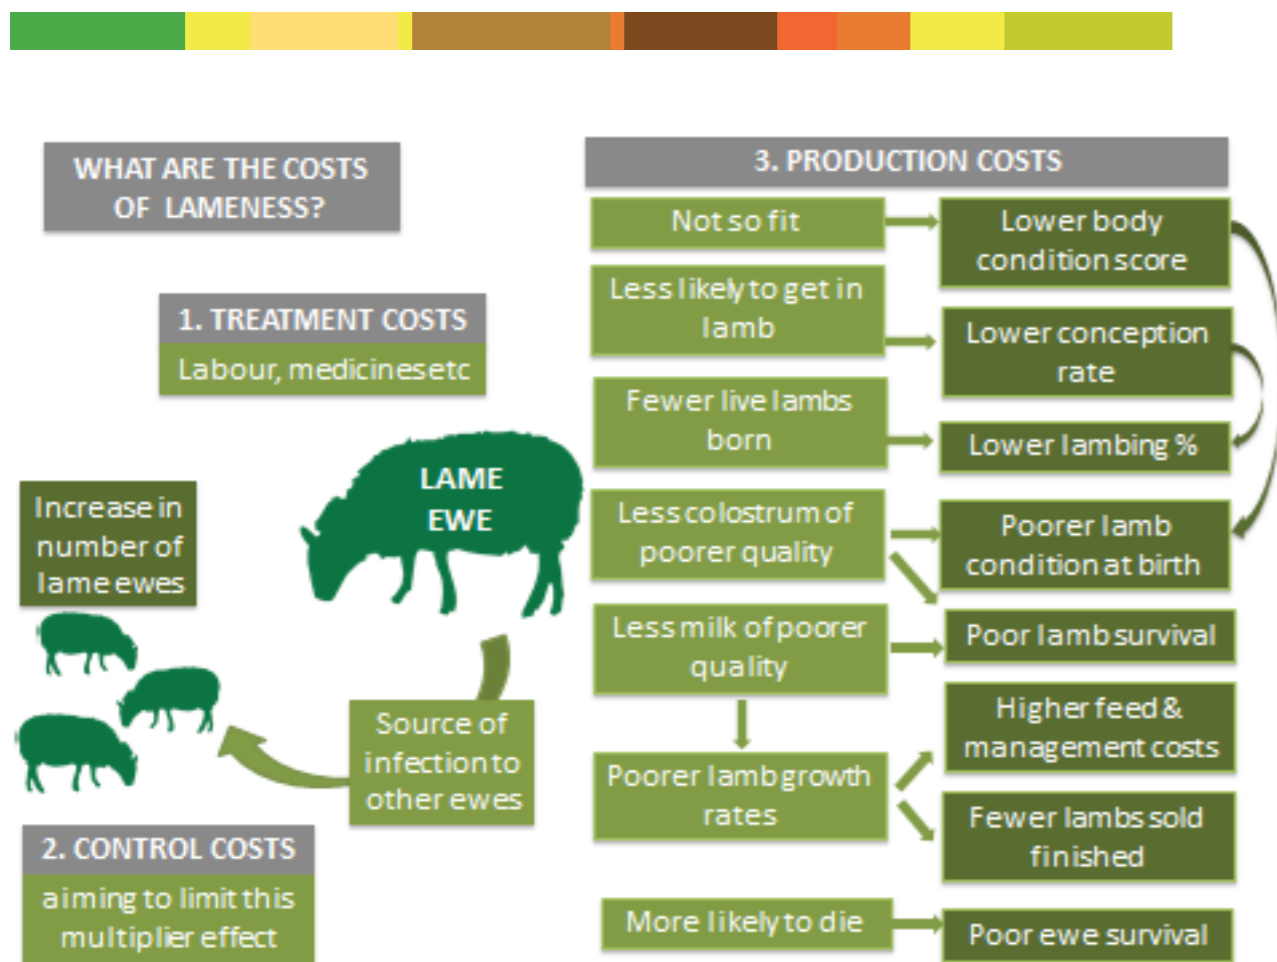 WHAT ARE THE COSTS
OF LAMENESS?
1. TREATMENT COSTS
Labour, medicines etc
LAME
EWE
Increase in
number of
lame ewes
Source of
infection to
other ewes
2. CONTROL COSTS
aiming to limit this
multiplier effect
3. PRODUCTION COSTS
Not so fit
Lower body
condition score
Less likely to get in
lamb
Lower conception
rate
Fewer live lambs
born
Lower lambing %
Less colostrum of
poorer quality
Poorer lamb
condition at birth
Less milk of poorer
quality
Poor lamb survival
Higher feed &
management costs
Poorer lamb growth
rates
Fewer lambs sold
finished
More likely to die
Poor ewe survival